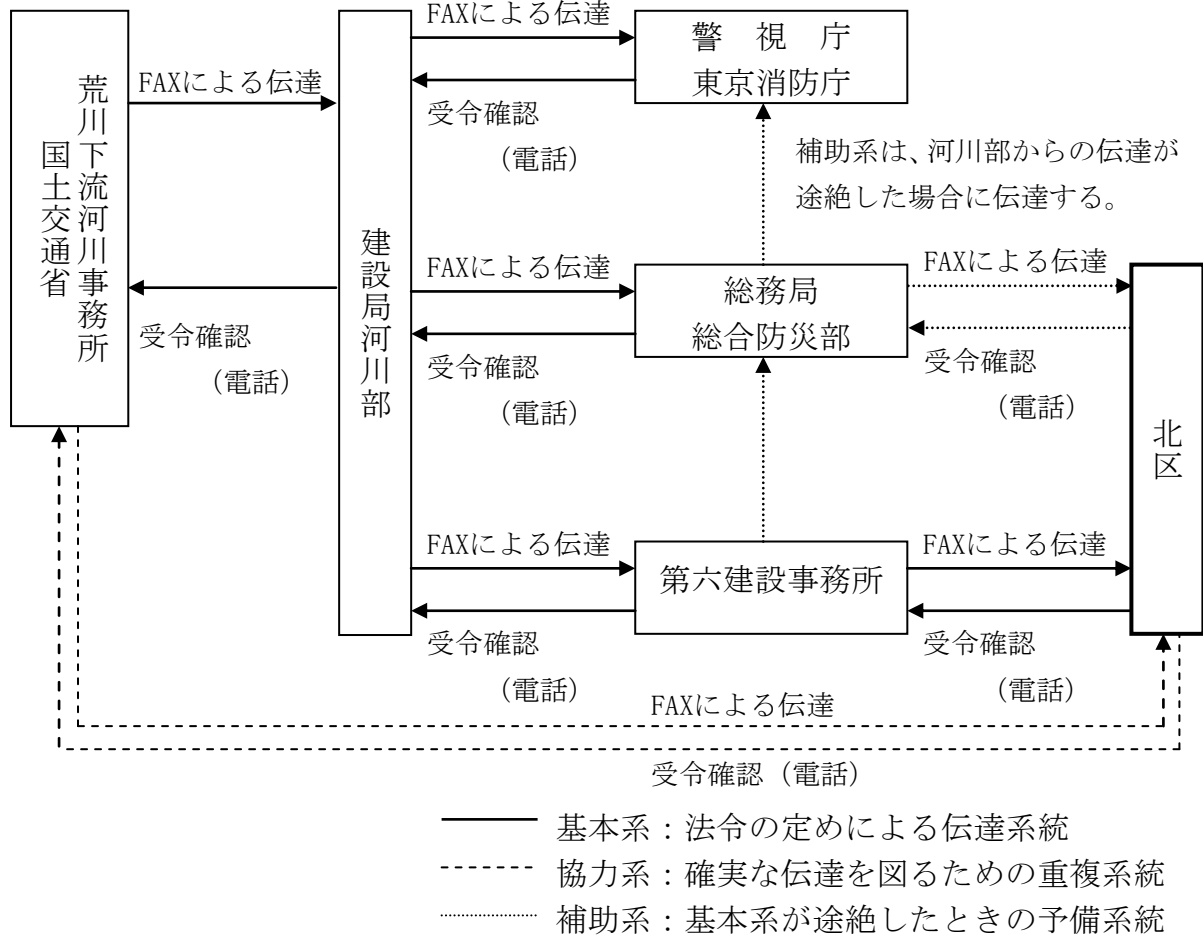 国土交通省
荒川下流河川事務所
FAXによる伝達
受令確認
(電話)
建設局河川部
FAXによる伝達
受令確認
(電話)
警 視 庁
東京消防庁
補助系は、河川部からの伝達が
途絶した場合に伝達する。
FAXによる伝達
受令確認
(電話)
総務局
総合防災部
FAXによる伝達
受令確認
(電話)
FAXによる伝達
受令確認
(電話)
第六建設事務所
FAXによる伝達
受令確認
(電話)
北区
FAXによる伝達
受令確認(電話)
基本系:法令の定めによる伝達系統
協力系:確実な伝達を図るための重複系統
補助系:基本系が途絶したときの予備系統